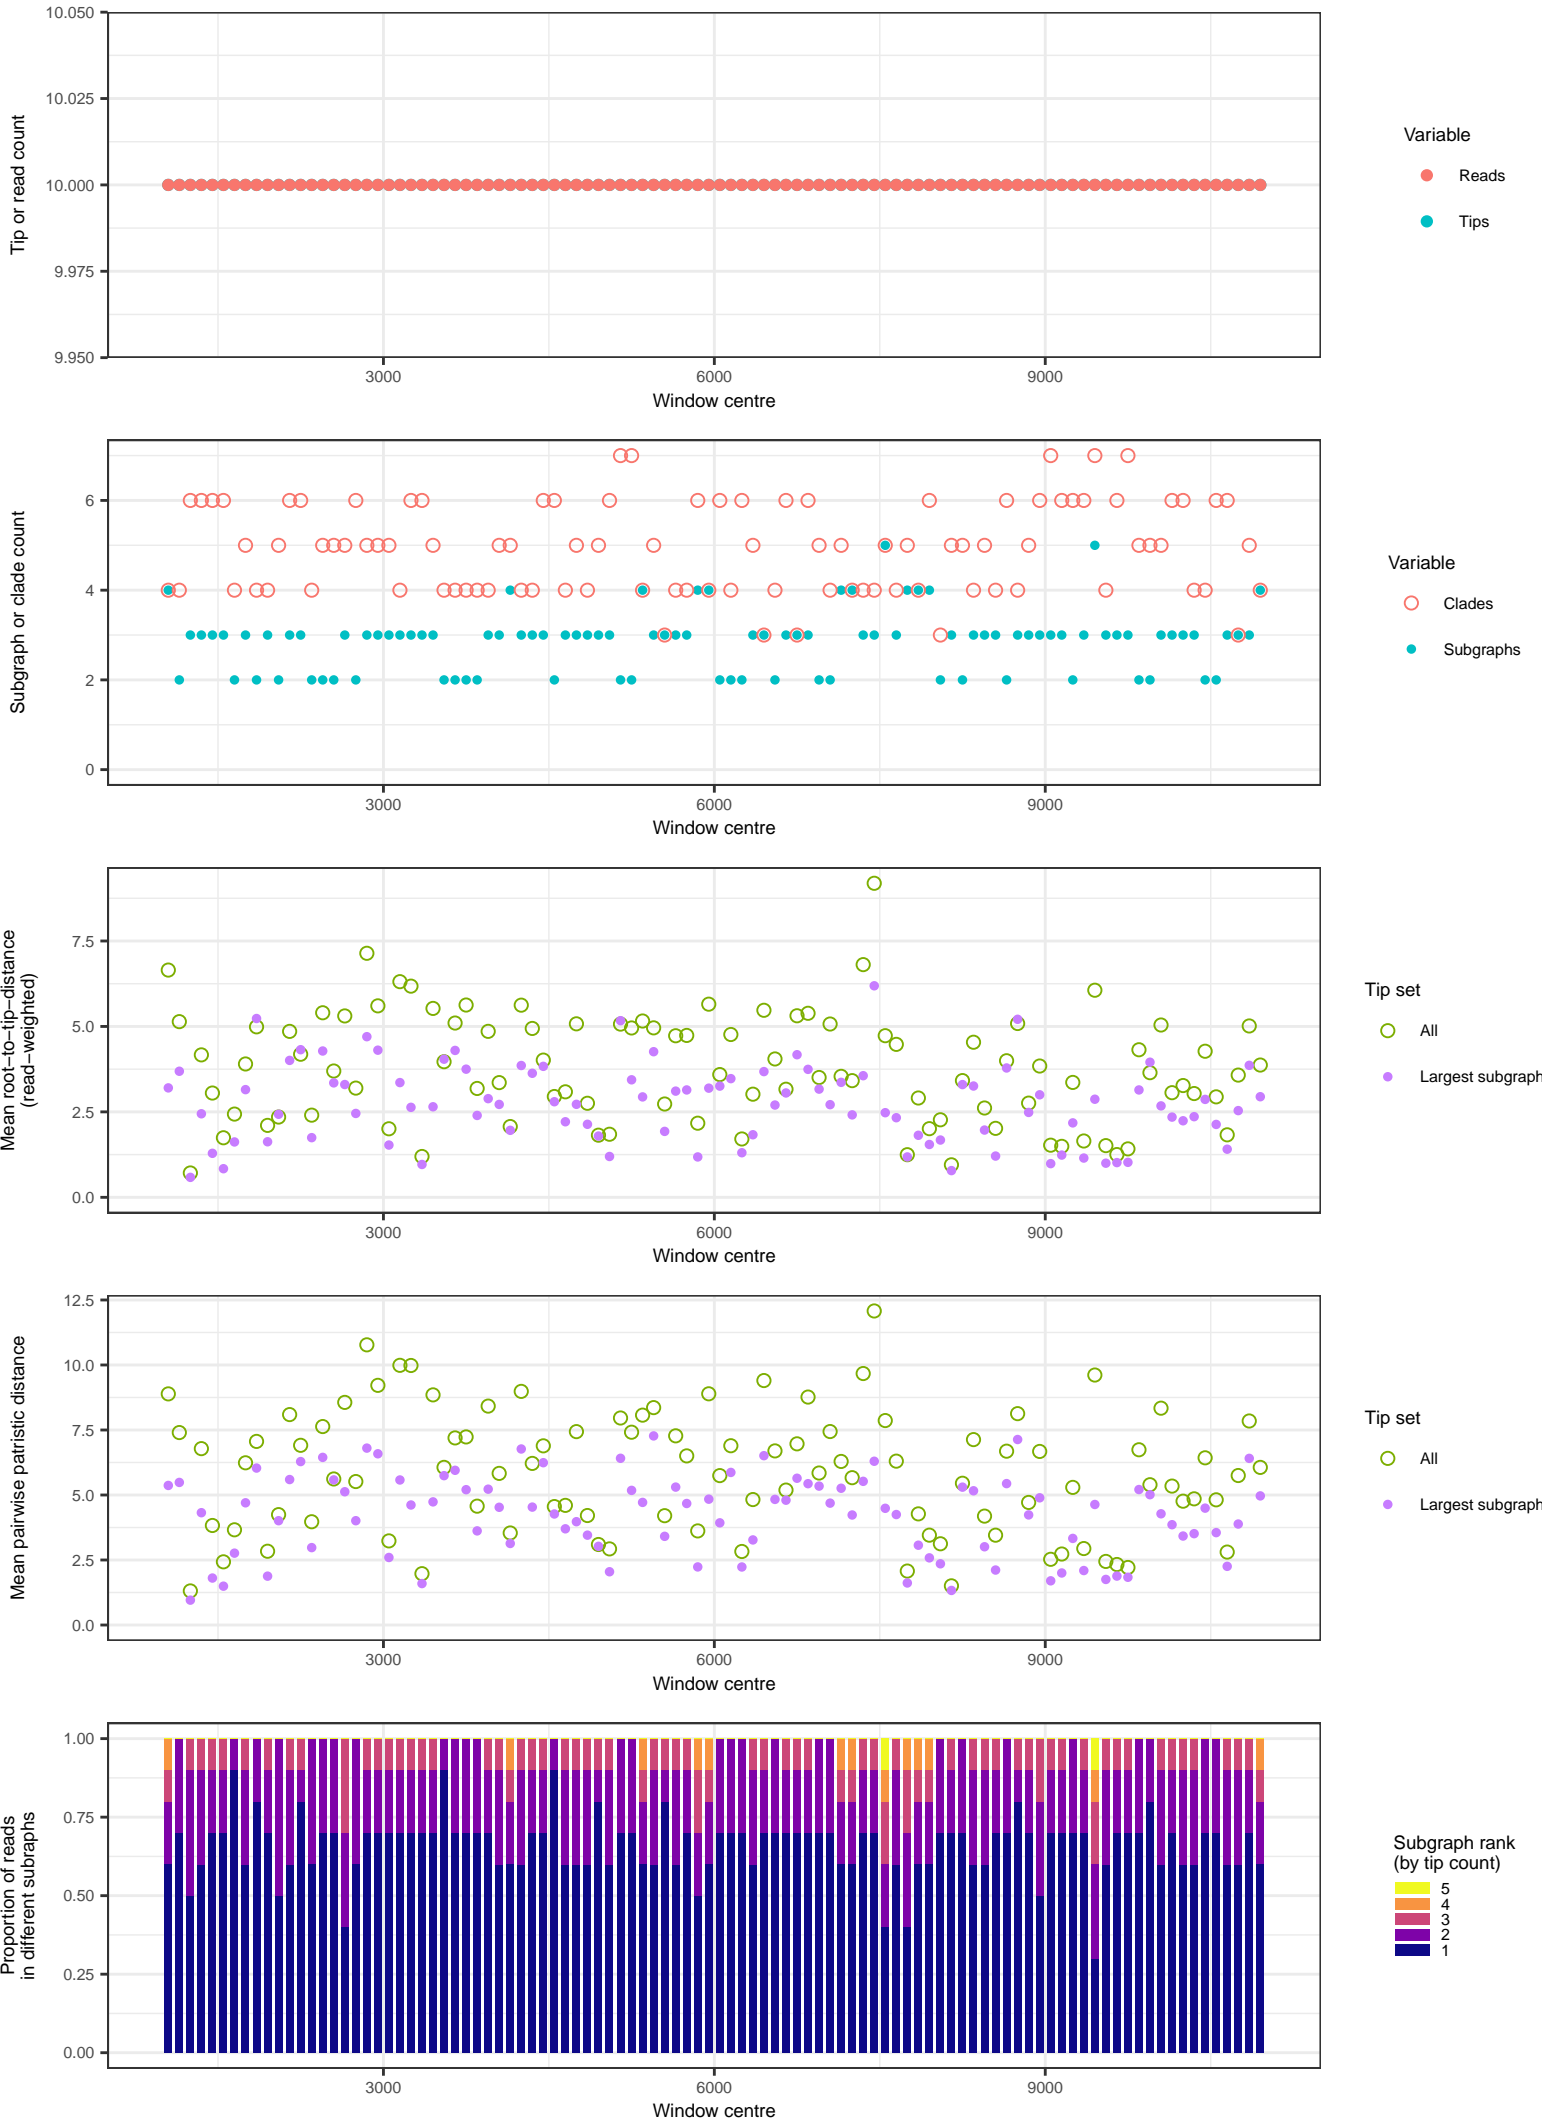 10.050
10.025
10.000
9.975
9.950
Tip or read count
3000
6000
9000
Window centre
Variable
Reads
Tips
6
4
2
0
Subgraph or clade count
3000
6000
9000
Window centre
Variable
Clades
Subgraphs
7.5
5.0
2.5
0.0
Mean root−to−tip−distance
(read−weighted)
3000
6000
9000
Window centre
Tip set
All
Largest subgraph
12.5
10.0
7.5
5.0
2.5
0.0
Mean pairwise patristic distance
3000
6000
9000
Window centre
Tip set
All
Largest subgraph
1.00
0.75
0.50
0.25
0.00
Proportion of reads
in different subraphs
3000
6000
9000
Window centre
Subgraph rank
(by tip count)
5
4
3
2
1